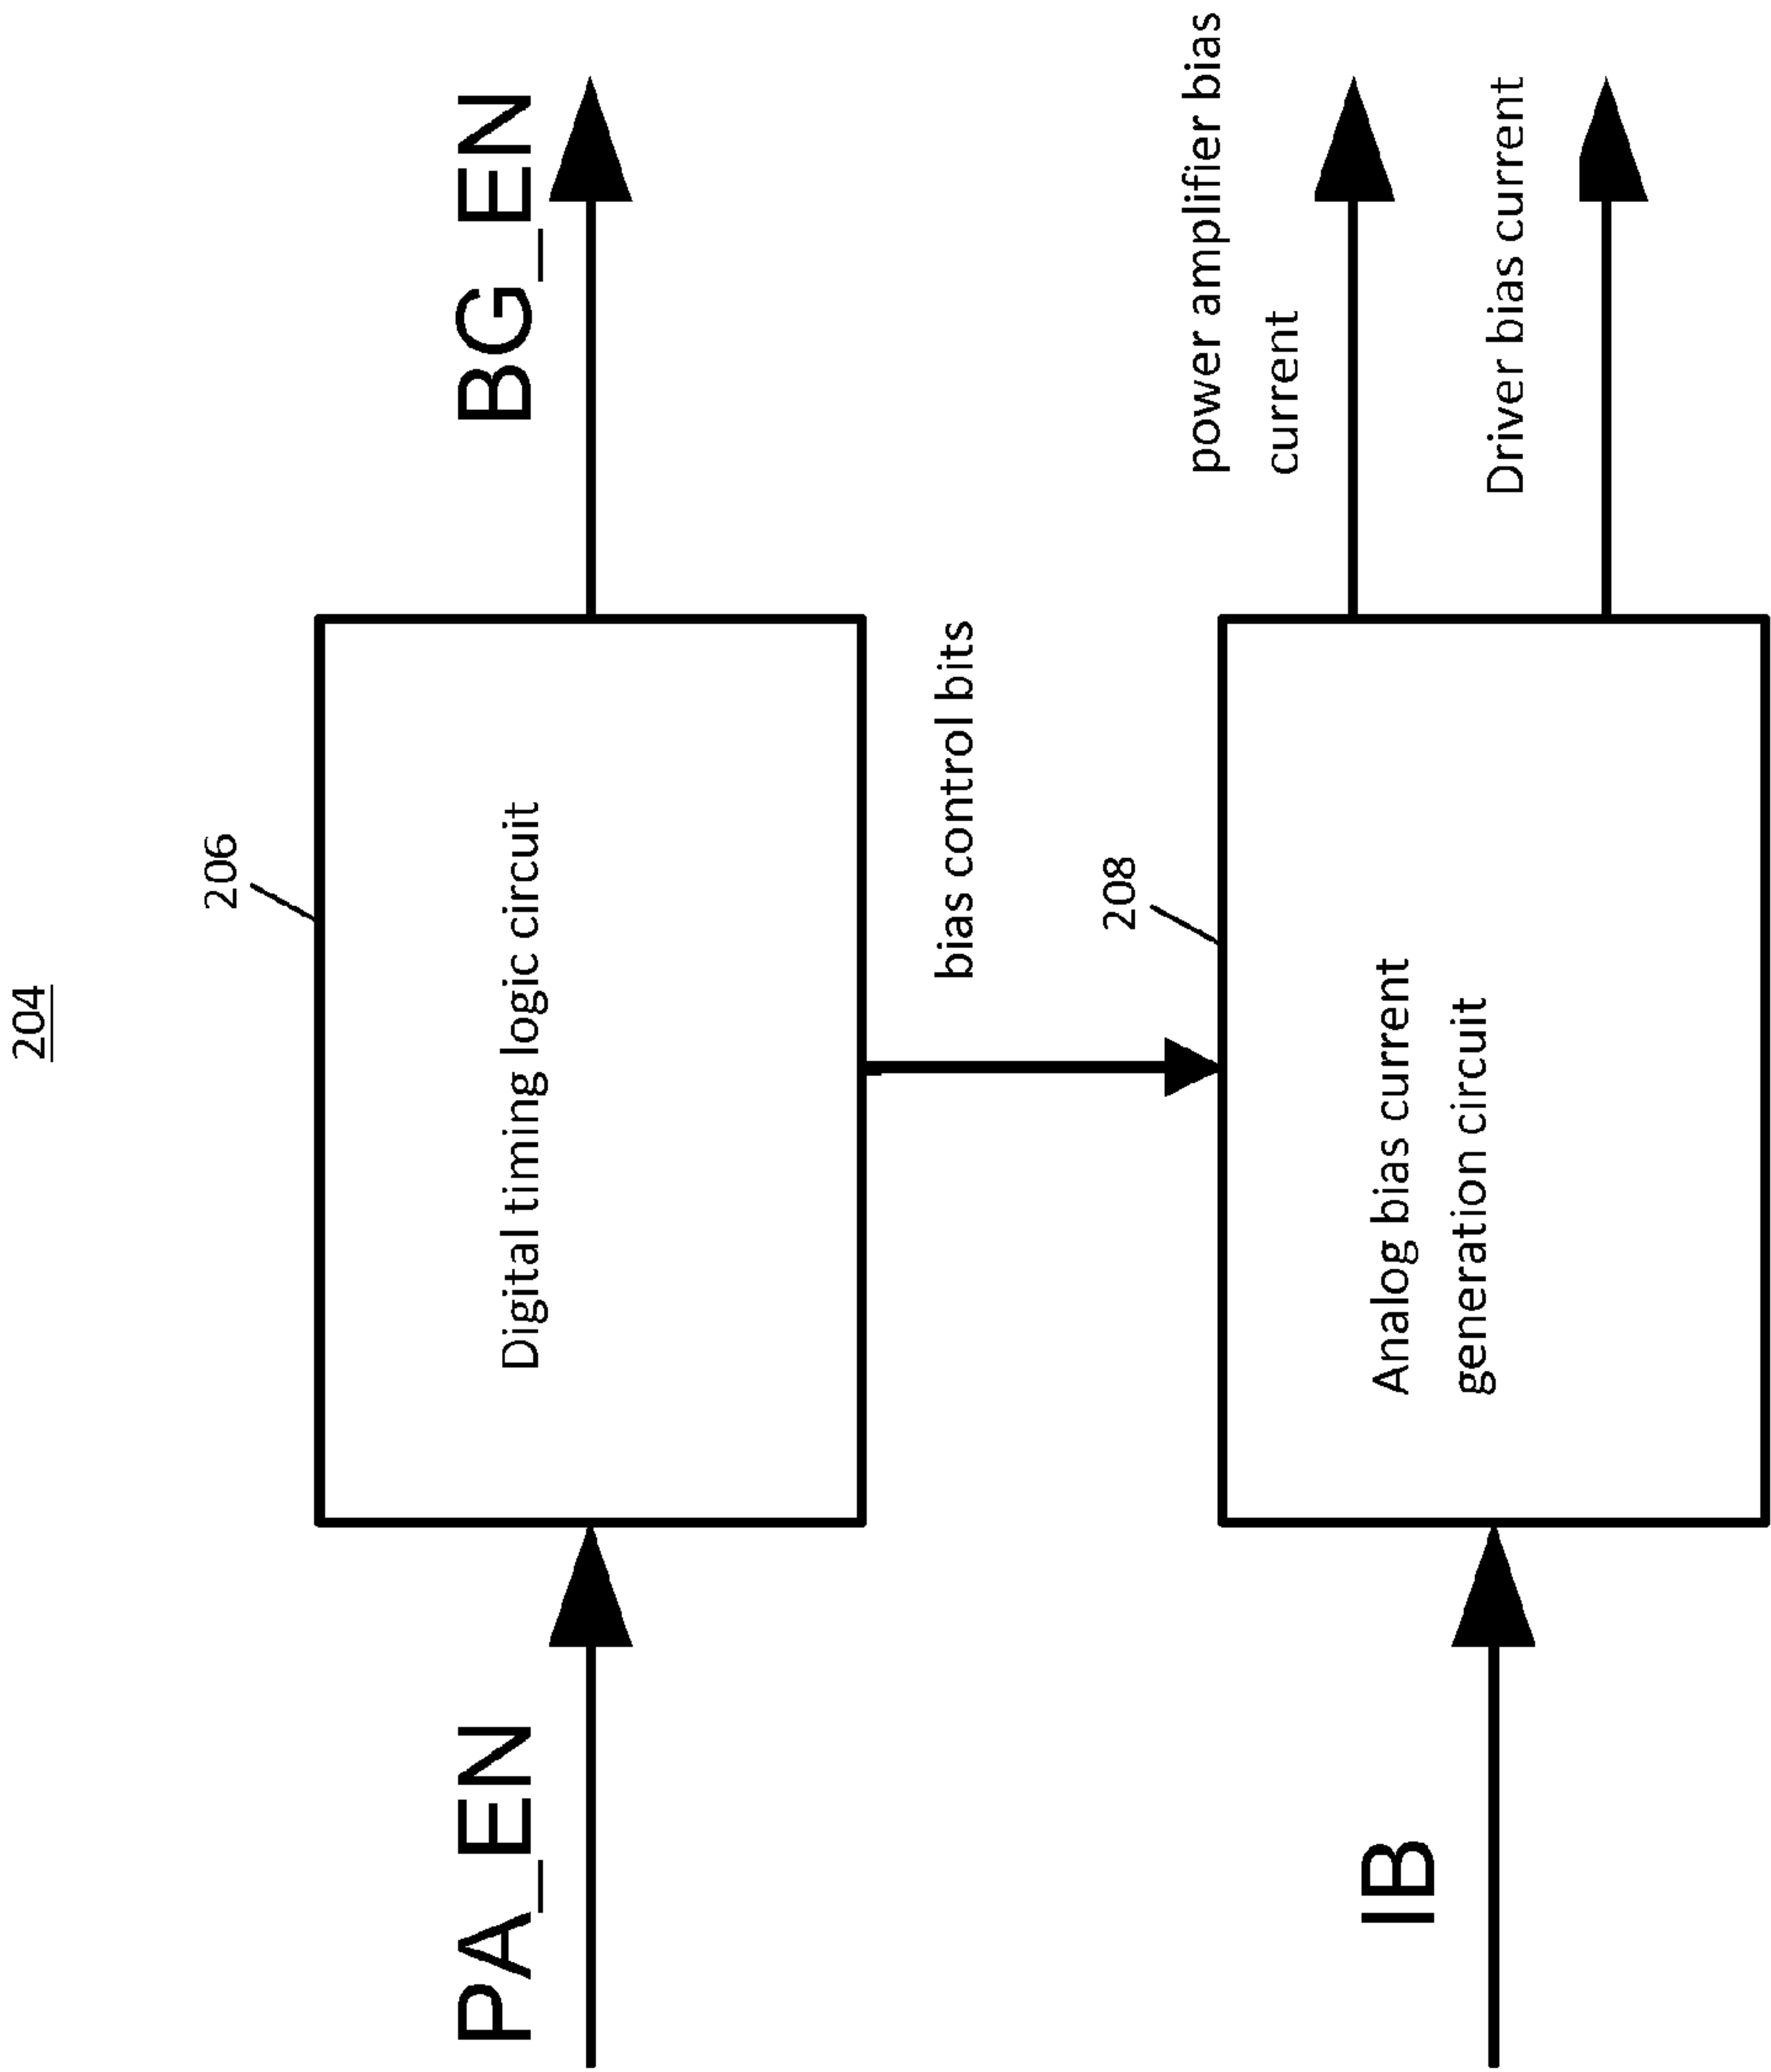 204
206
PA_EN
Digital timing logic circuit
BG_EN
bias control bits
208
IB
Analog bias current
generation circuit
power amplifier bias
current
Driver bias current